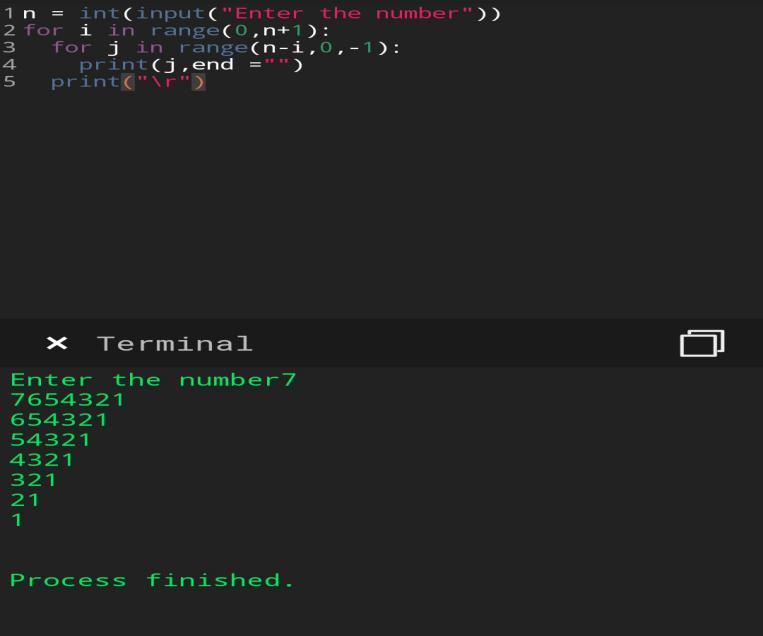 1 n = int(input("Enter the number"))
2 for i in range(0,n+1):
3   for j in range(n-i,0,-1):
4     print(j,end ="")
5   print("\r")
× Terminal
Enter the number7
7654321
654321
54321
4321
321
21
1
Process finished.